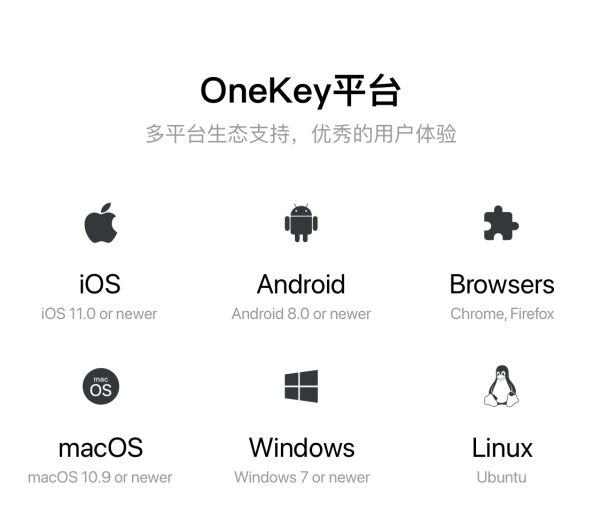 OneKey平台
多平台生态支持，优秀的用户体验
iOS
iOS 11.0 or newer
Android
Android 8.0 or newer
Browsers
Chrome, Firefox
mac
OS
macOS
macOS 10.9 or newer
Windows
Windows 7 or newer
Linux
Ubuntu